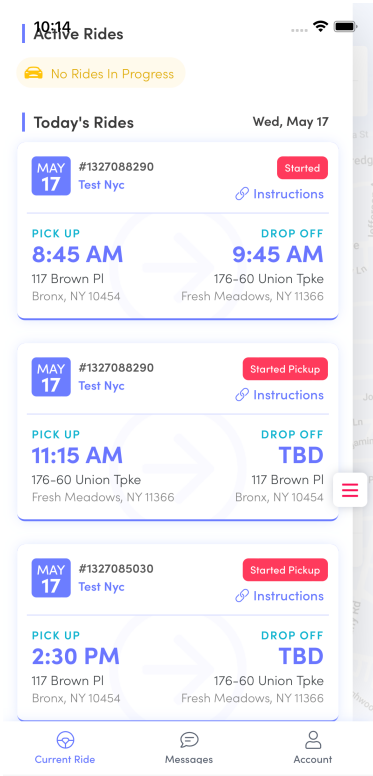 10:14
Active Rides
No Rides In Progress
Today's Rides
Wed, May 17
MAY
17
#1327088290
Test Nyc
Started
Instructions
PICK UP
DROP OFF
8:45 AM
9:45 AM
117 Brown Pl
176-60 Union Tpke
Bronx, NY 10454
Fresh Meadows, NY 11366
MAY
17
#1327088290
Test Nyc
Started Pickup
Instructions
PICK UP
DROP OFF
11:15 AM
TBD
176-60 Union Tpke
117 Brown Pl
Fresh Meadows, NY 11366
Bronx, NY 10454
MAY
17
#1327085030
Test Nyc
Started Pickup
Instructions
PICK UP
DROP OFF
2:30 PM
TBD
117 Brown Pl
176-60 Union Tpke
Bronx, NY 10454
Fresh Meadows, NY 11366
Current Ride
Messages
Account